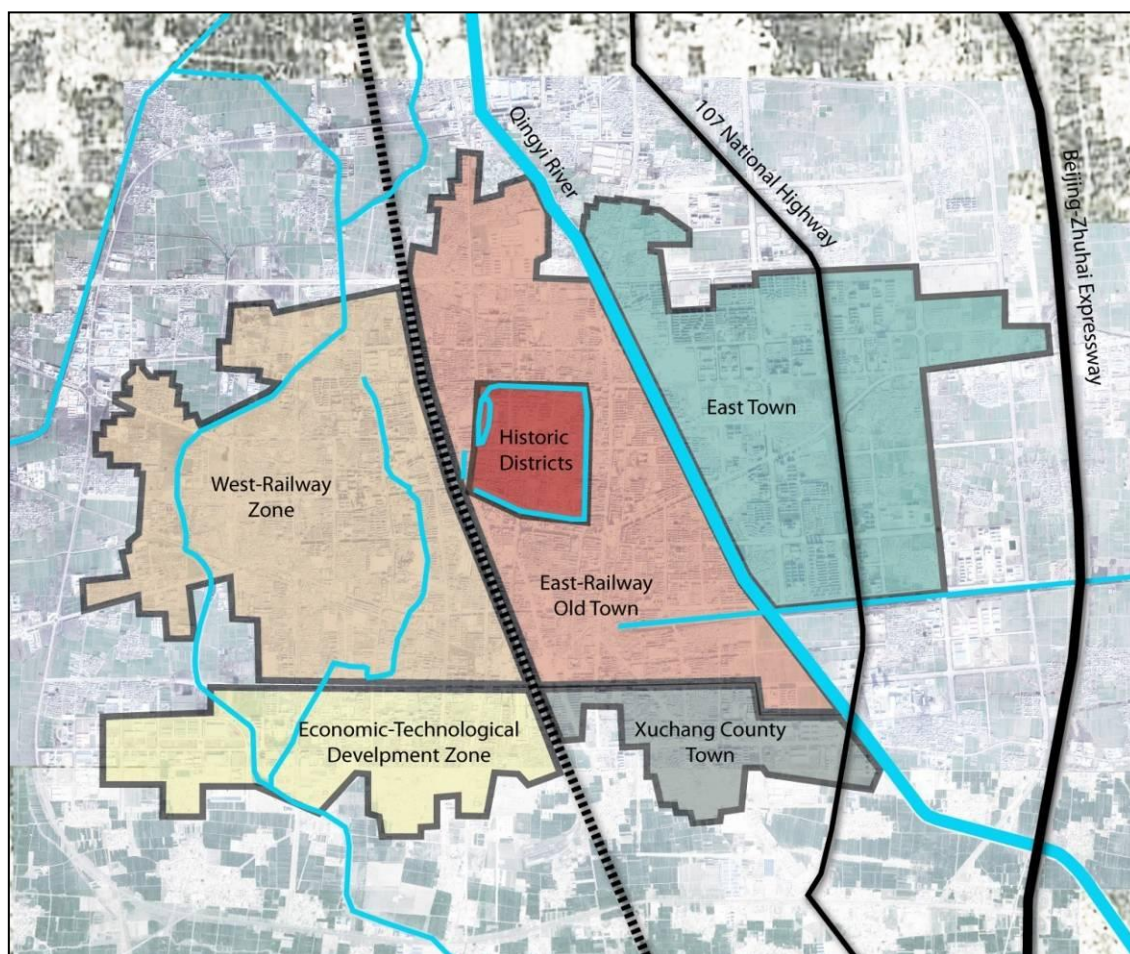 Qingyi River
107 National Highway
Béijing-Zhuhai Expressway
East Town
Historic
Districts
West-Railway
Zone
East-Railway
Old Town
Economic-Technological
Develpment Zone
Xuchang County
Town